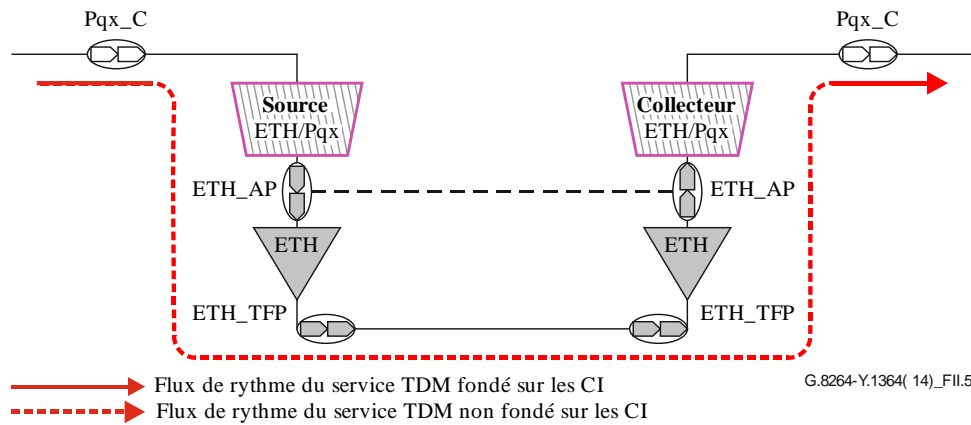 Pqx_C
Pqx_C
Source
ETH/Pqx
Collecteur
ETH/Pqx
ETH_AP
ETH_AP
ETH
ETH
ETH_TFP
ETH_TFP
Flux de rythme du service TDM fondé sur les CI
G.8264-Y.1364( 14)_FII.5
Flux de rythme du service TDM non fondé sur les CI